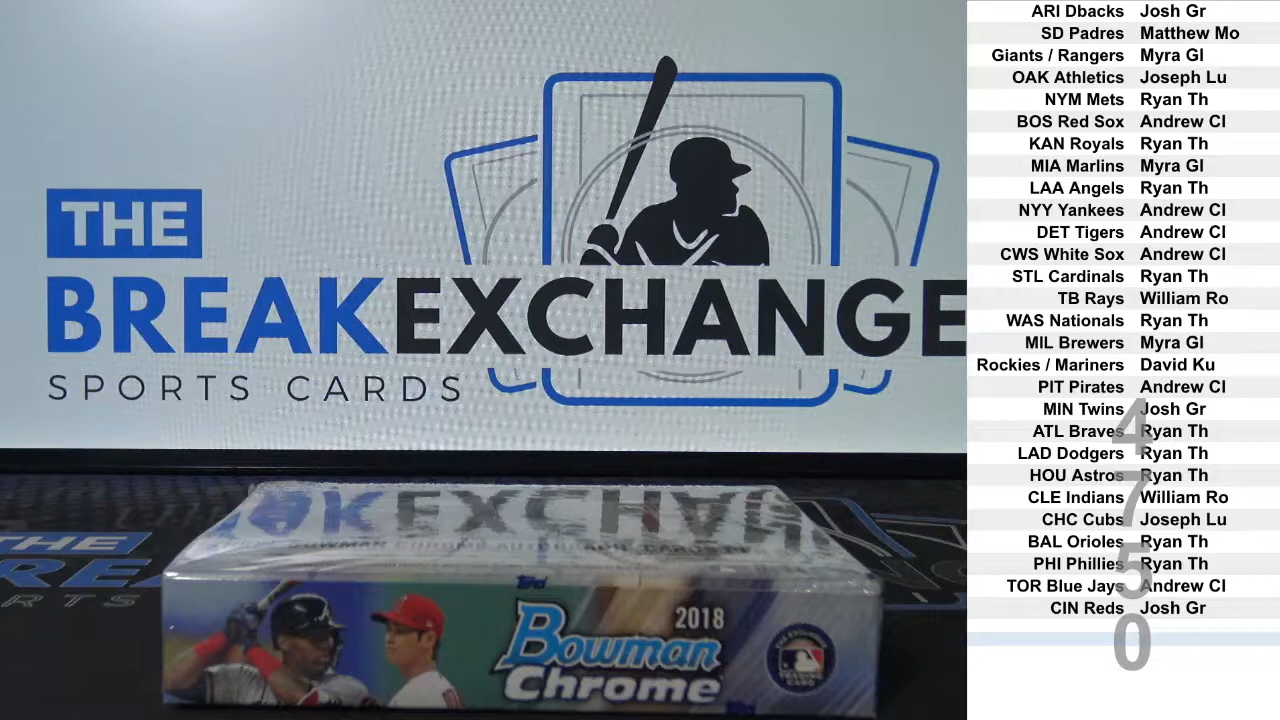 THE
BREAKEXCHANGE
SPORTS CARDS
2018
Bowman
Chrome
ARI Dbacks Josh Gr
SD Padres Matthew Mo
Giants / Rangers Myra Gl
OAK Athletics Joseph Lu
NYM Mets Ryan Th
BOS Red Sox Andrew Cl
KAN Royals Ryan Th
MIA Marlins Myra Gl
LAA Angels Ryan Th
NYY Yankees Andrew Cl
DET Tigers Andrew Cl
CWS White Sox Andrew Cl
STL Cardinals Ryan Th
TB Rays William Ro
WAS Nationals Ryan Th
MIL Brewers Myra Gl
Rockies / Mariners David Ku
PIT Pirates Andrew Cl
MIN Twins Josh Gr
ATL Braves Ryan Th
LAD Dodgers Ryan Th
HOU Astros Ryan Th
CLE Indians William Ro
CHC Cubs Joseph Lu
BAL Orioles Ryan Th
PHI Phillies Ryan Th
TOR Blue Jays Andrew Cl
CIN Reds Josh Gr
4750